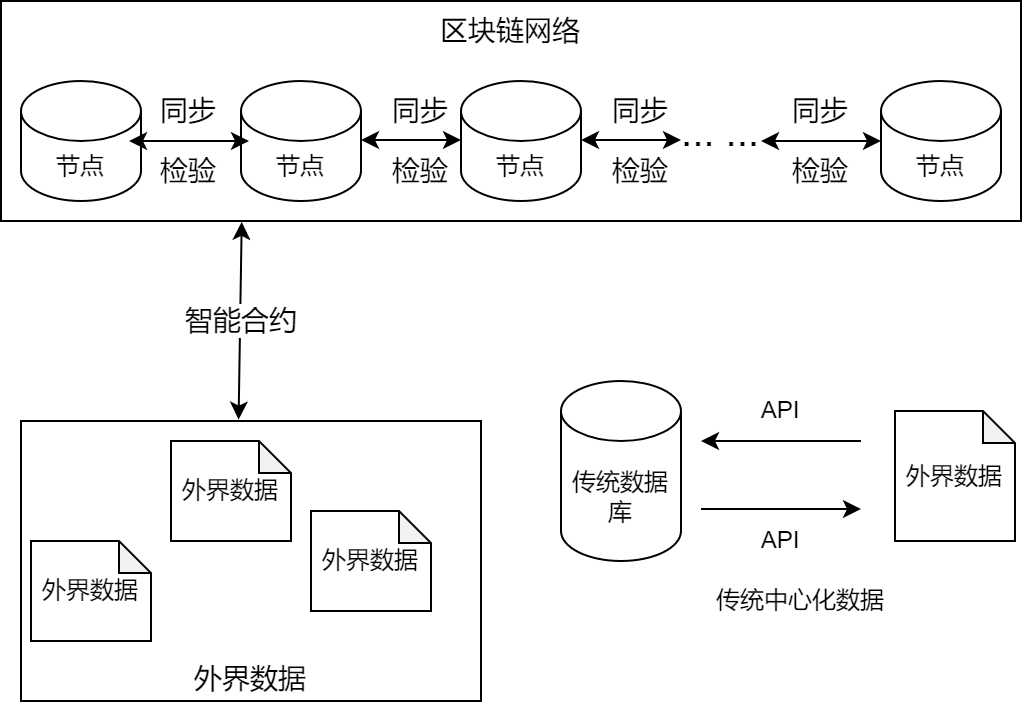 区块链网络
同步
同步
同步
同步
... ...
节点
检验
节点
检验
节点
检验
检验
节点
智能合约
API
外界数据
传统数据
库
外界数据
API
外界数据
外界数据
传统中心化数据
外界数据